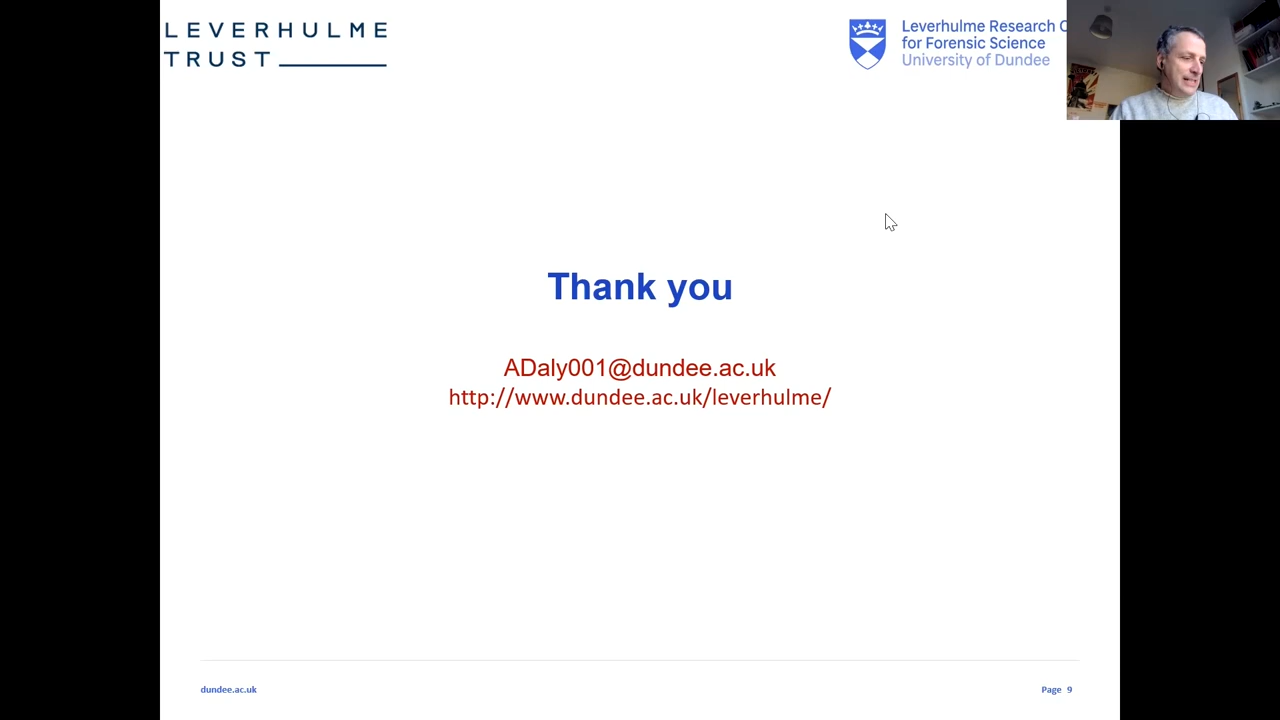 LEVERHULME
TRUST
Leverhulme Research
for Forensic Science
University of Dundee
Thank you
ADaly001@dundee.ac.uk
http://www.dundee.ac.uk/leverhulme/
dundee.ac.uk
Page 9